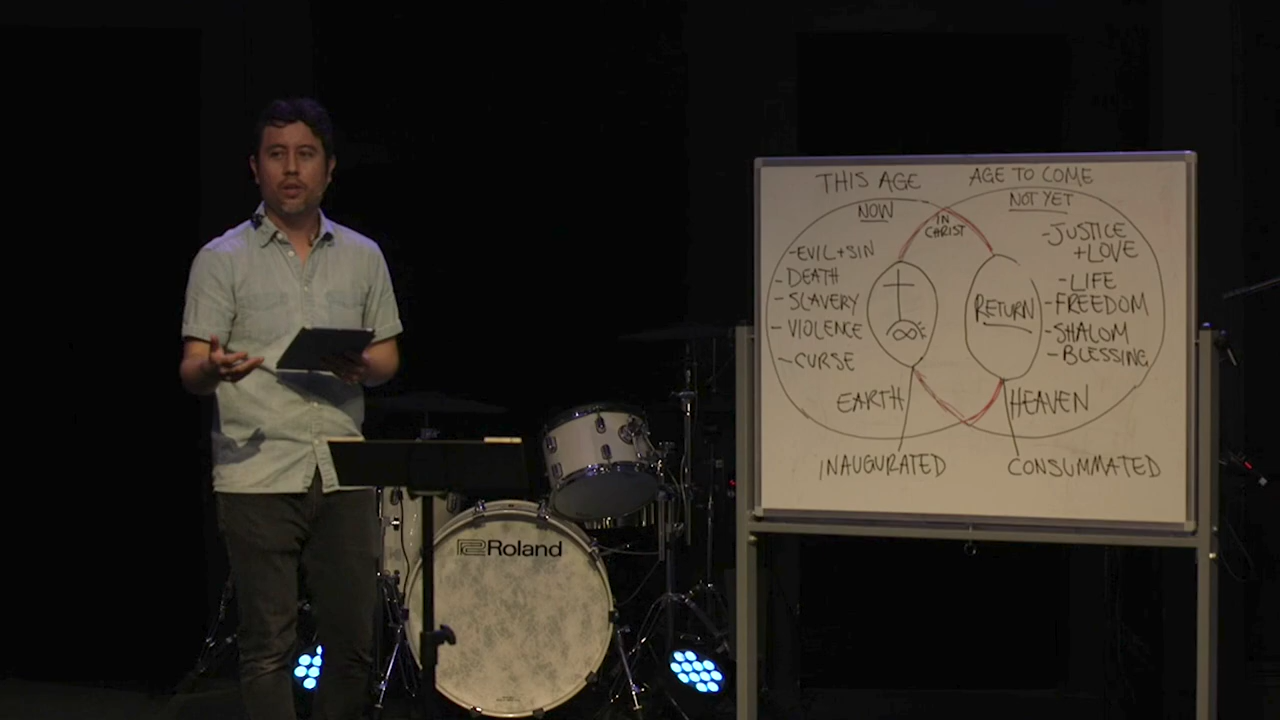 THIS AGE
AGE TO COME
NOW
NOT YET
IN
CHRIST
-EVIL+SIN
-DEATH
-SLAVERY
-VIOLENCE
-CURSE
RETURN
-JUSTICE
+LOVE
-LIFE
-FREEDOM
-SHALOM
-BLESSING
EARTH
HEAVEN
INAUGURATED
CONSUMMATED
Roland